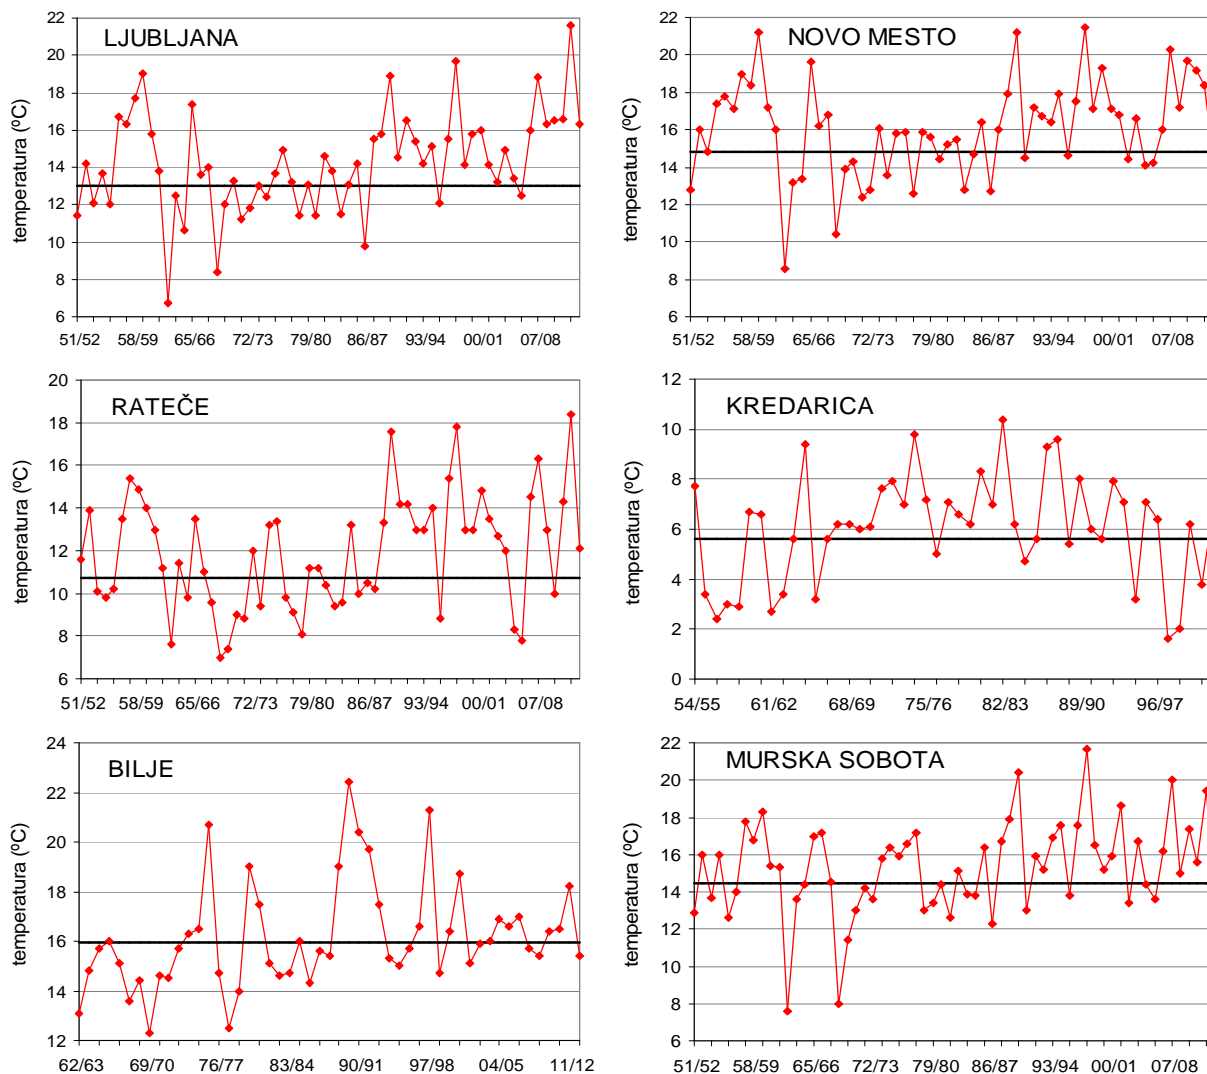 LJUBLJANA
temperatura (ºC)
22
20
18
16
14
12
10
8
6
51/52 58/59 65/66 72/73 79/80 86/87 93/94 00/01 07/08
NOVO MESTO
temperatura (ºC)
22
20
18
16
14
12
10
8
6
51/52 58/59 65/66 72/73 79/80 86/87 93/94 00/01 07/08
RATEČE
temperatura (ºC)
20
18
16
14
12
10
8
6
51/52 58/59 65/66 72/73 79/80 86/87 93/94 00/01 07/08
KREDARICA
temperatura (ºC)
12
10
8
6
4
2
0
54/55 61/62 68/69 75/76 82/83 89/90 96/97
BILJE
temperatura (ºC)
24
22
20
18
16
14
12
62/63 69/70 76/77 83/84 90/91 97/98 04/05 11/12
MURSKA SOBOTA
temperatura (ºC)
22
20
18
16
14
12
10
8
6
51/52 58/59 65/66 72/73 79/80 86/87 93/94 00/01 07/08